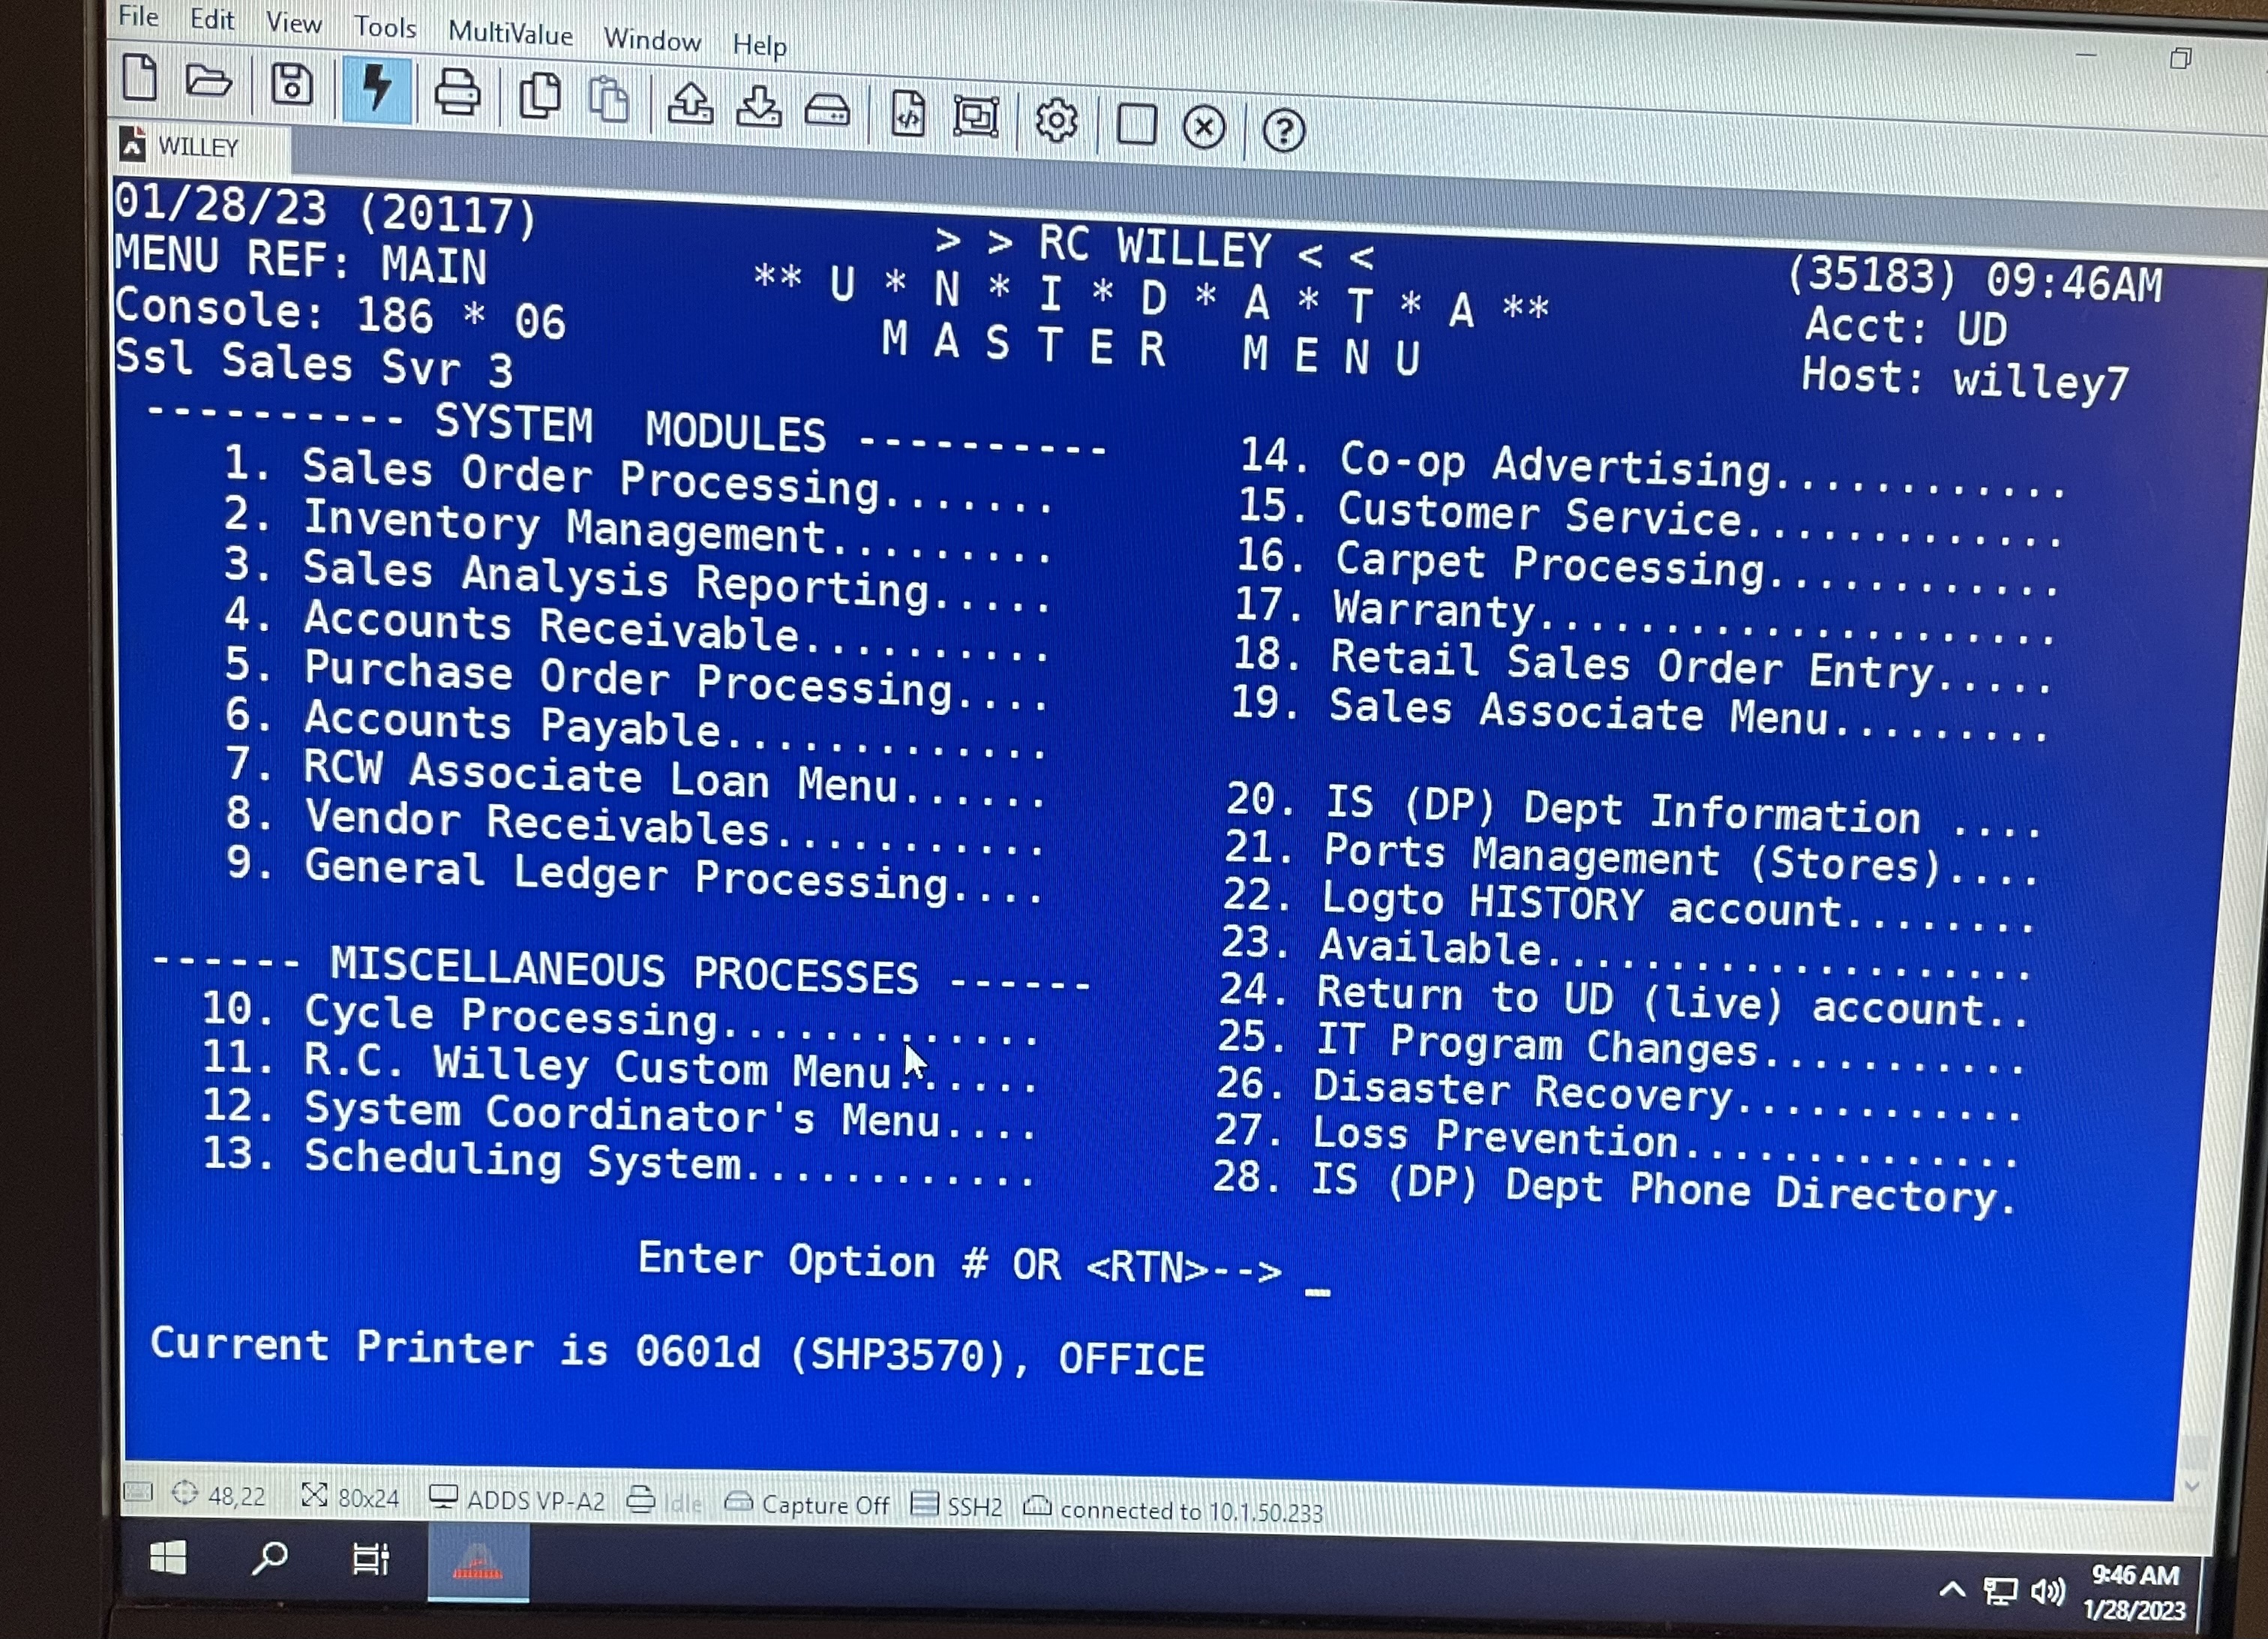 File Edit View Tools MultiValue Window Help
WILLEY
01/28/23 (20117) > > RC WILLEY < < (35183) 09:46AM
MENU REF: MAIN ** U * N * I * D * A * T * A ** Acct: UD
Console: 186 * 06 M A S T E R M E N U Host: willey7
Ssl Sales Svr 3
---------- SYSTEM MODULES ----------
1. Sales Order Processing.......
2. Inventory Management.........
3. Sales Analysis Reporting.....
4. Accounts Receivable..........
5. Purchase Order Processing....
6. Accounts Payable.............
7. RCW Associate Loan Menu......
8. Vendor Receivables...........
9. General Ledger Processing....
------ MISCELLANEOUS PROCESSES ------
10. Cycle Processing.............
11. R.C. Willey Custom Menu......
12. System Coordinator's Menu....
13. Scheduling System...........
14. Co-op Advertising............
15. Customer Service.............
16. Carpet Processing............
17. Warranty.....................
18. Retail Sales Order Entry.....
19. Sales Associate Menu.........
20. IS (DP) Dept Information ....
21. Ports Management (Stores)....
22. Logto HISTORY account........
23. Available....................
24. Return to UD (live) account..
25. IT Program Changes...........
26. Disaster Recovery............
27. Loss Prevention..............
28. IS (DP) Dept Phone Directory.
Enter Option # OR <RTN>--> _
Current Printer is 0601d (SHP3570), OFFICE
48,22 80x24 ADDS VP-A2 Idle Capture Off SSH2 connected to 10.1.50.233
9:46 AM
1/28/2023